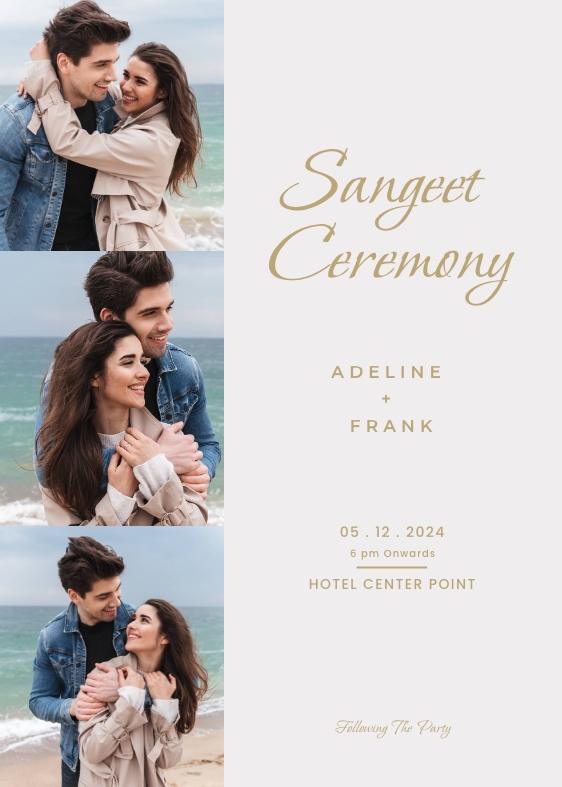 Sangeet
Ceremony
ADELINE
+
FRANK
05 . 12 . 2024
6 pm Onwards
HOTEL CENTER POINT
Following The Party